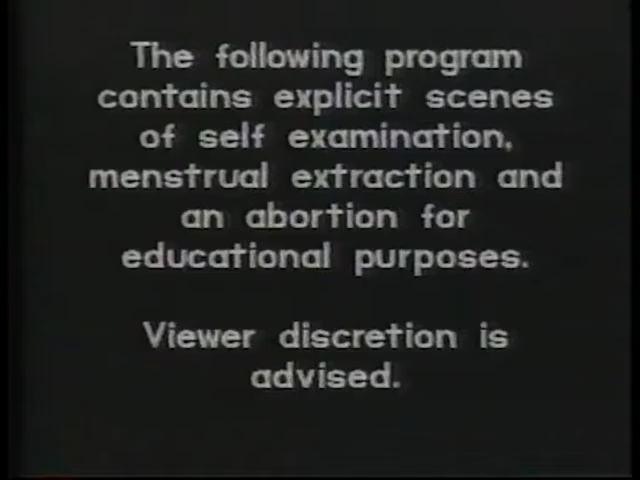 The following program
contains explicit scenes
of self examination,
menstrual extraction and
an abortion for
educational purposes.
Viewer discretion is
advised.